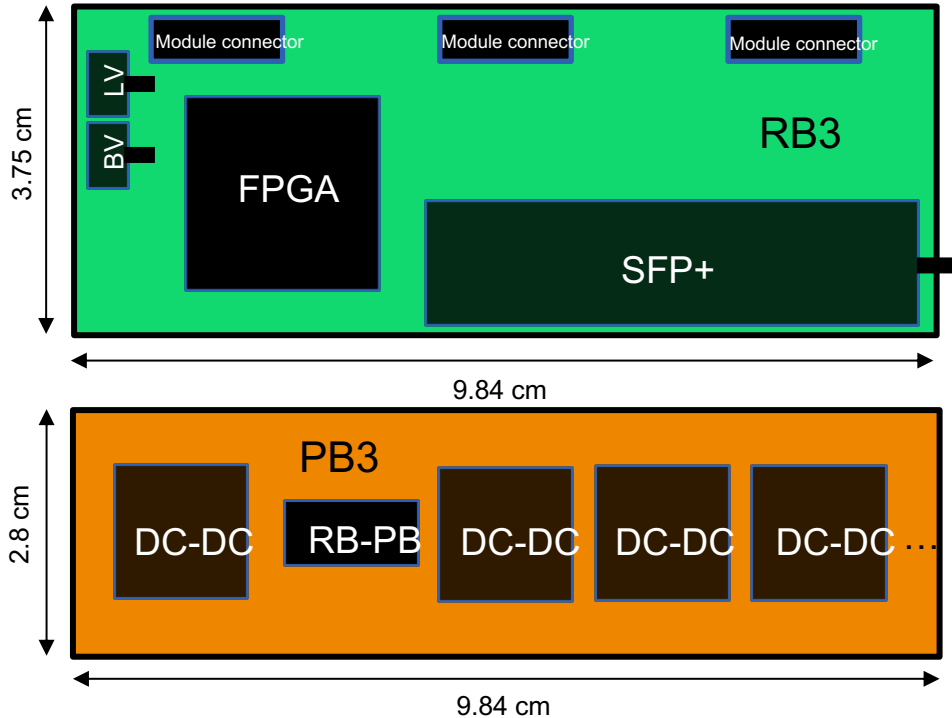 Module connector
Module connector
Module connector
LV
BV
3.75 cm
FPGA
RB3
SFP+
9.84 cm
PB3
2.8 cm
DC-DC
RB-PB
DC-DC
DC-DC
DC-DC
...
9.84 cm